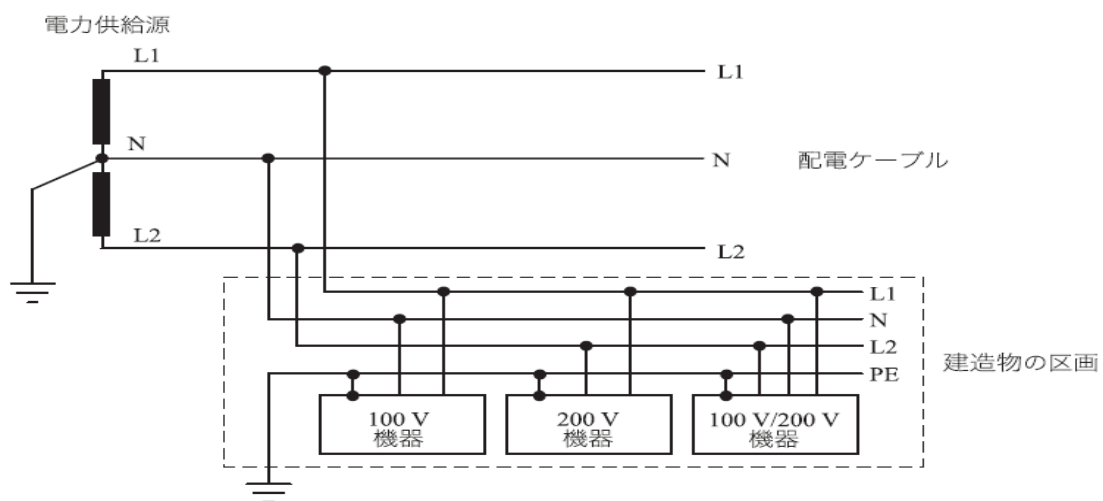 電力供給源
L1
L1
N
N
配電ケーブル
L2
L2
L1
N
L2
建造物の区画
PE
100 V
機器
200 V
機器
100 V/200 V
機器